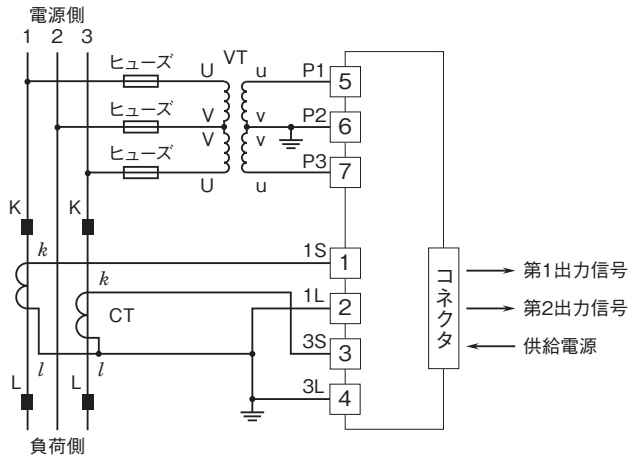 電源側
1 2 3
ヒューズ
U
VT
u
P1
5
ヒューズ
V
v
P2
6
V
v
ヒューズ
U
u
P3
7
K
K
k
1S
1
k
1L
2
CT
3S
3
l
l
3L
4
L
L
負荷側
コネクタ
第1出力信号
第2出力信号
供給電源